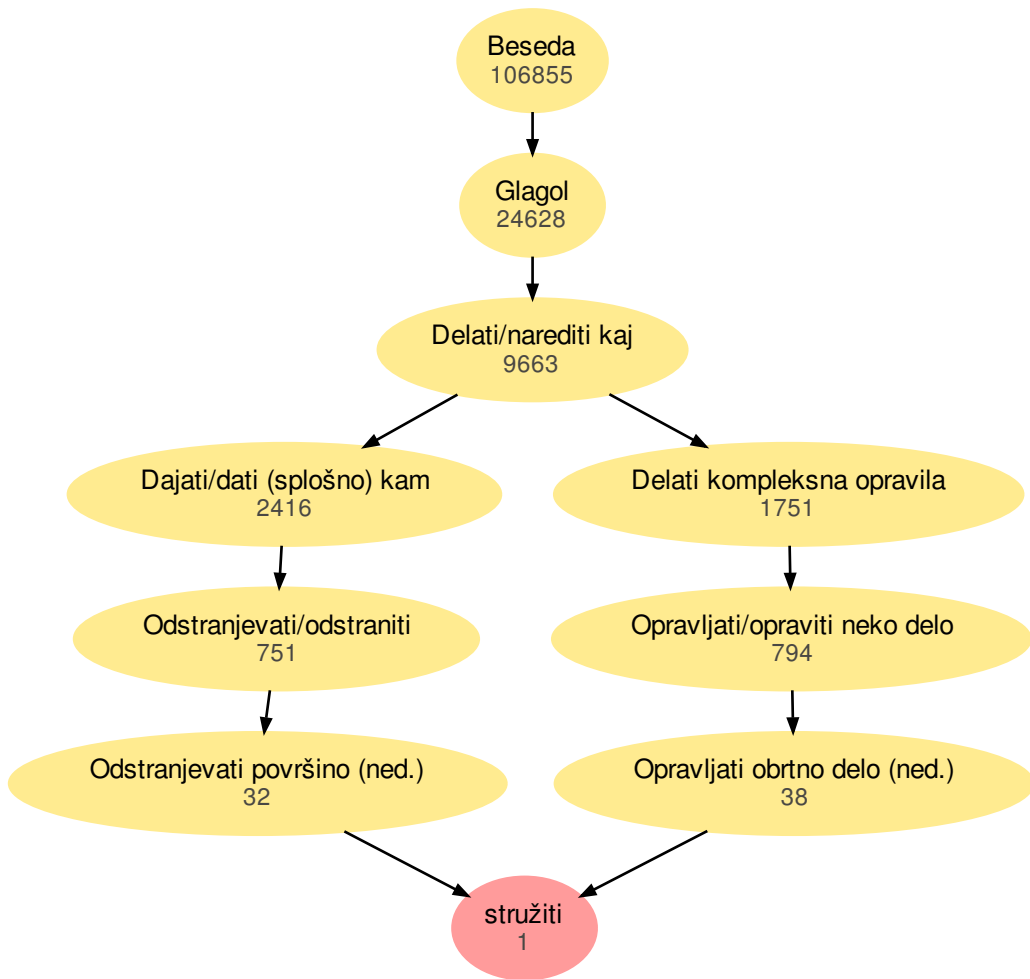 Beseda
106855
Glagol
24628
Delati/narediti kaj
9663
Dajati/dati (splošno) kam
2416
Delati kompleksna opravila
1751
Odstranjevati/odstraniti
751
Opravljati/opraviti neko delo
794
Odstranjevati površino (ned.)
32
Opravljati obrtno delo (ned.)
38
stružiti
1